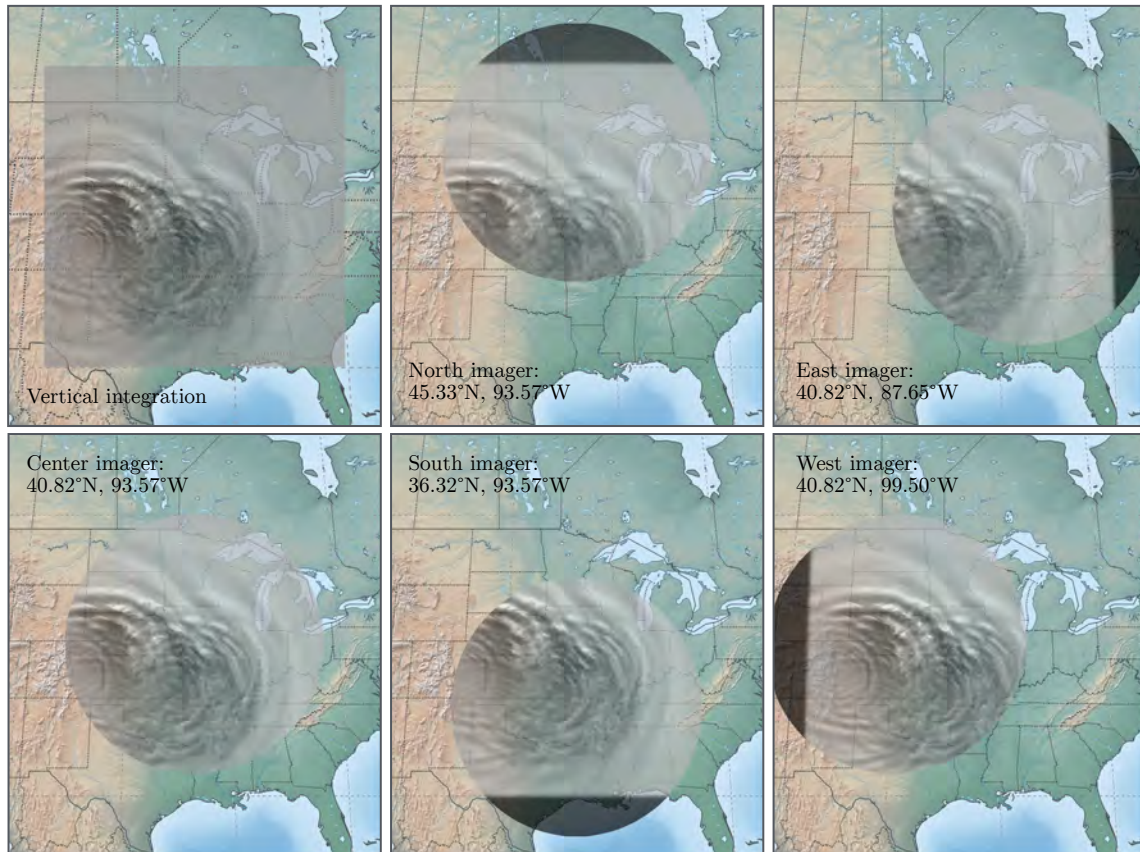 Vertical integration
North imager:
45.33°N, 93.57°W
East imager:
40.82°N, 87.65°W
Center imager:
40.82°N, 93.57°W
South imager:
36.32°N, 93.57°W
West imager:
40.82°N, 99.50°W